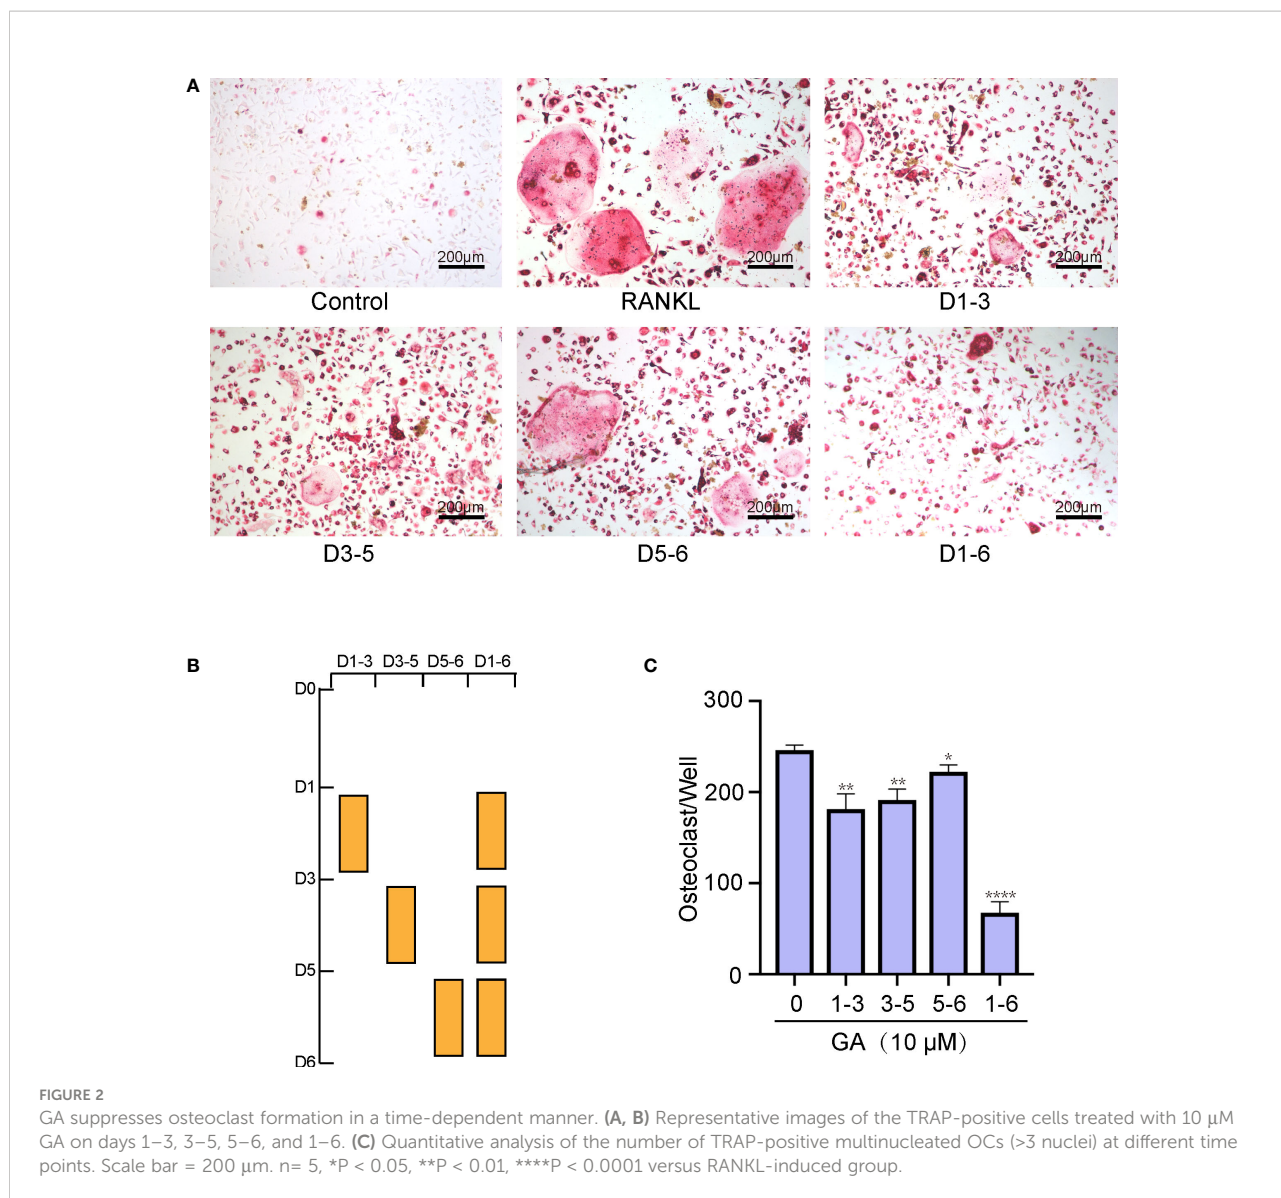 A
200μm
200μm
200μm
Control
RANKL
D1-3
200μm
200μm
200μm
D3-5
D5-6
D1-6
B
D1-3 D3-5 D5-6 D1-6
D0
D1
D3
D5
D6
C
Osteoclast/Well
300
200
100
0
**
**
*
****
0 1-3 3-5 5-6 1-6
GA（10 μM）
FIGURE 2
GA suppresses osteoclast formation in a time-dependent manner. (A, B) Representative images of the TRAP-positive cells treated with 10 μM
GA on days 1–3, 3–5, 5–6, and 1–6. (C) Quantitative analysis of the number of TRAP-positive multinucleated OCs (>3 nuclei) at different time
points. Scale bar = 200 μm. n= 5, *P < 0.05, **P < 0.01, ****P < 0.0001 versus RANKL-induced group.